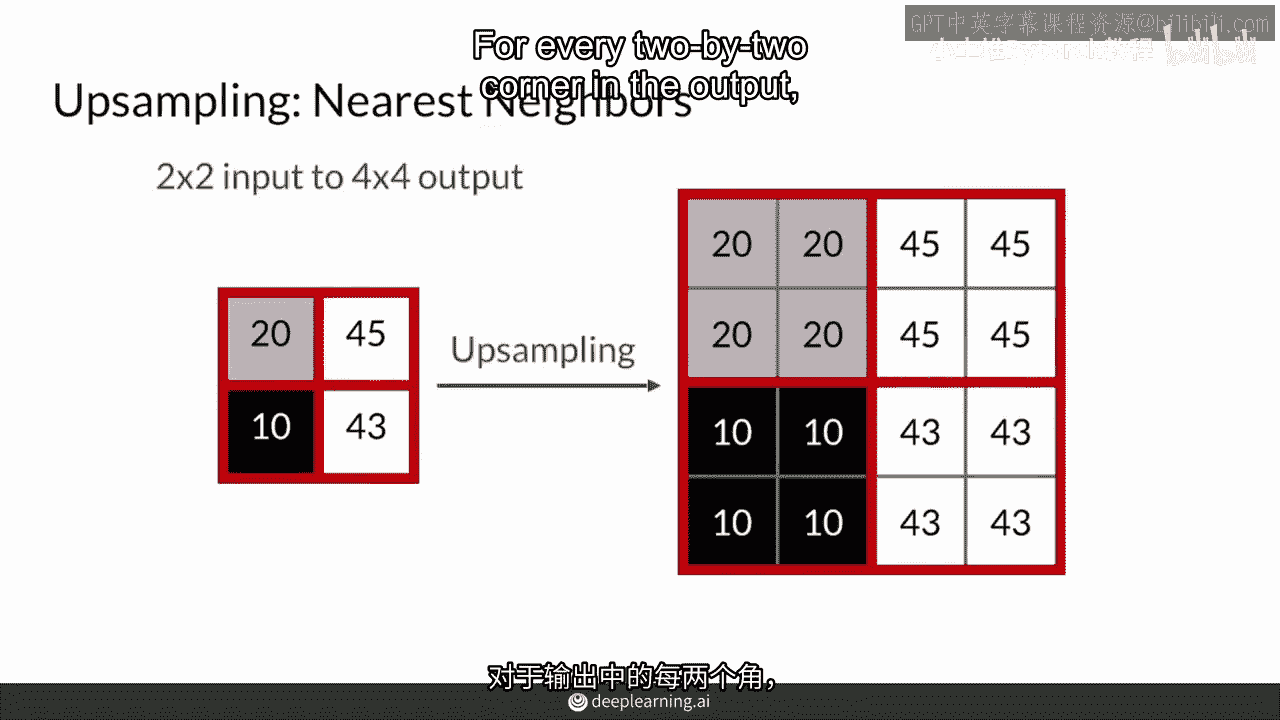 GPT中英字幕课程资源@bilibili.com
For every two-by-two
corner in the output,
Upsampling: Nearest Neighbors
2x2 input to 4x4 output
20 45
10 43
Upsampling
20 20 45 45
20 20 45 45
10 10 43 43
10 10 43 43
对于输出中的每两个角，
deeplearning.ai